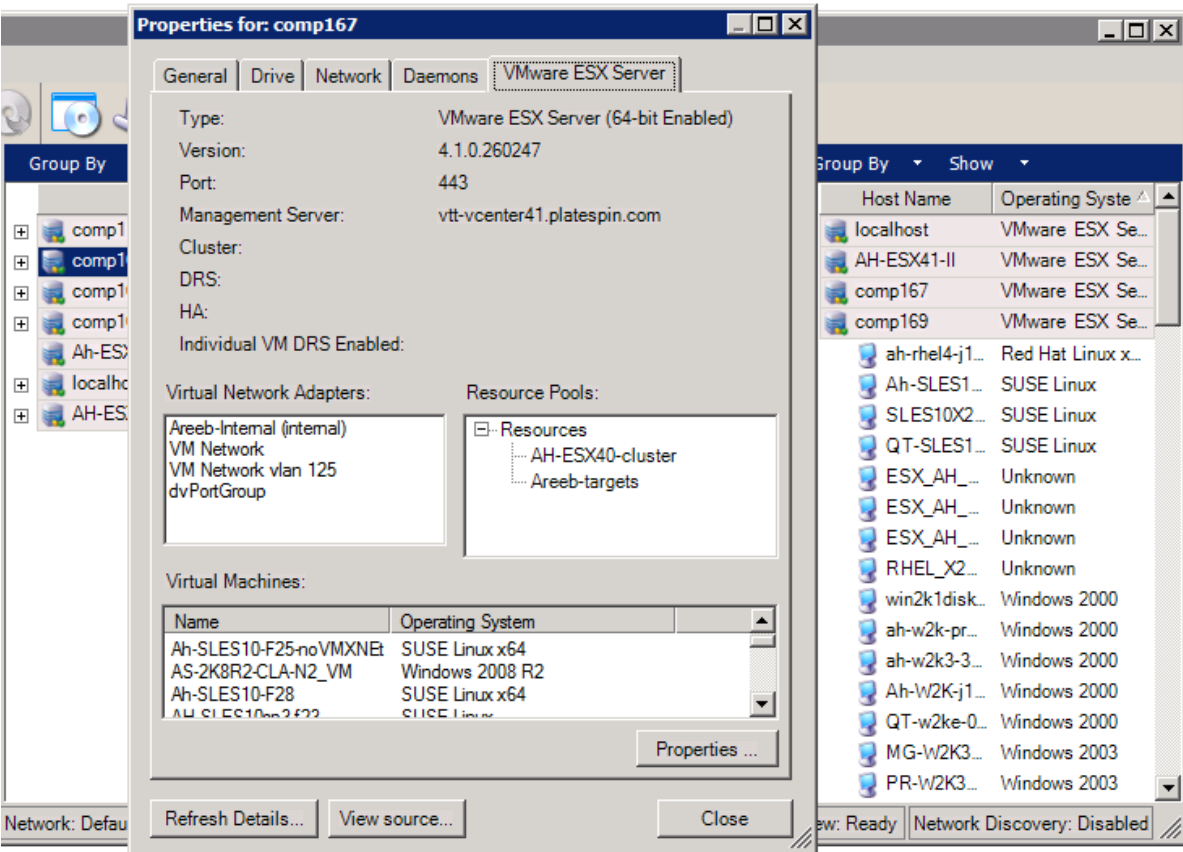 Properties for: comp167
General Drive Network Daemons VMware ESX Server
Type: VMware ESX Server (64-bit Enabled)
Version: 4.1.0.260247
Port: 443
Management Server: vtt-vcenter41.platespin.com
Cluster:
DRS:
HA:
Individual VM DRS Enabled:
Virtual Network Adapters:
Areeb-Internal (internal)
VM Network
VM Network vlan 125
dvPortGroup
Resource Pools:
Resources
AH-ESX40-cluster
Areeb-targets
Virtual Machines:
Name Operating System
Ah-SLES10-F25-noVMXNEt SUSE Linux x64
AS-2K8R2-CLA-N2_VM Windows 2008 R2
Ah-SLES10-F28 SUSE Linux x64
SUSE Linux
Properties ...
Refresh Details... View source... Close
Group By
comp1
comp1
comp1
comp1
Ah-ES
localho
AH-ES
Network: Defau
Group By Show
Host Name Operating Syste
localhost VMware ESX Se...
AH-ESX41-II VMware ESX Se...
comp167 VMware ESX Se...
comp169 VMware ESX Se...
ah-rhel4-j1... Red Hat Linux x...
Ah-SLES1... SUSE Linux
SLES10X2... SUSE Linux
QT-SLES1... SUSE Linux
ESX_AH_... Unknown
ESX_AH_... Unknown
ESX_AH_... Unknown
RHEL_X2... Unknown
win2k1disk... Windows 2000
ah-w2k-pr... Windows 2000
ah-w2k3-3... Windows 2000
Ah-W2K-j1... Windows 2000
QT-w2ke-0... Windows 2000
MG-W2K3... Windows 2003
PR-W2K3... Windows 2003
ew: Ready Network Discovery: Disabled